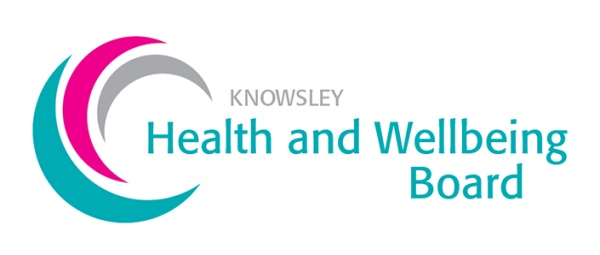 KNOWSLEY
Health and Wellbeing
Board